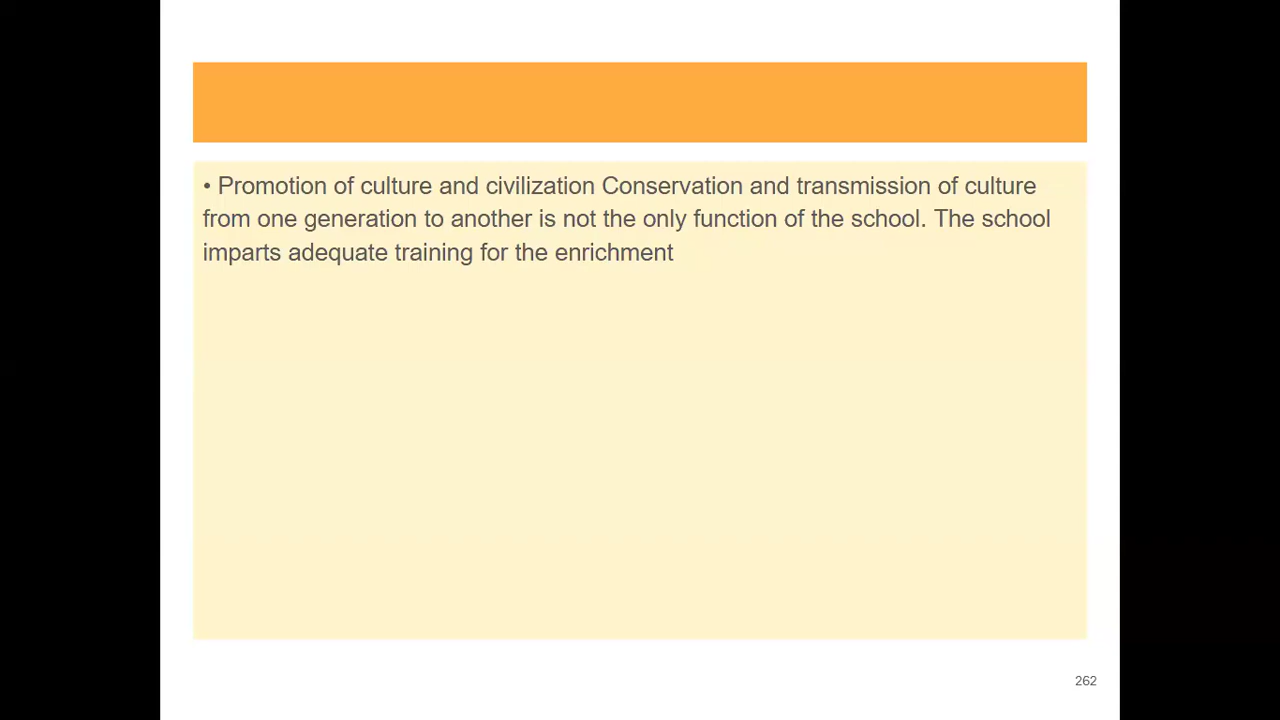 • Promotion of culture and civilization Conservation and transmission of culture
from one generation to another is not the only function of the school. The school
imparts adequate training for the enrichment
262